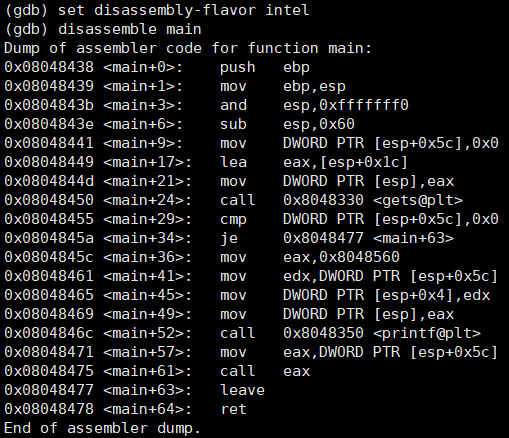 (gdb) set disassembly-flavor intel
(gdb) disassemble main
Dump of assembler code for function main:
0x08048438 <main+0>:    push   ebp
0x08048439 <main+1>:    mov    ebp,esp
0x0804843b <main+3>:    and    esp,0xfffffff0
0x0804843e <main+6>:    sub    esp,0x60
0x08048441 <main+9>:    mov    DWORD PTR [esp+0x5c],0x0
0x08048449 <main+17>:   lea    eax,[esp+0x1c]
0x0804844d <main+21>:   mov    DWORD PTR [esp],eax
0x08048450 <main+24>:   call   0x8048330 <gets@plt>
0x08048455 <main+29>:   cmp    DWORD PTR [esp+0x5c],0x0
0x0804845a <main+34>:   je     0x8048477 <main+63>
0x0804845c <main+36>:   mov    eax,0x8048560
0x08048461 <main+41>:   mov    edx,DWORD PTR [esp+0x5c]
0x08048465 <main+45>:   mov    DWORD PTR [esp+0x4],edx
0x08048469 <main+49>:   mov    DWORD PTR [esp],eax
0x0804846c <main+52>:   call   0x8048350 <printf@plt>
0x08048471 <main+57>:   mov    eax,DWORD PTR [esp+0x5c]
0x08048475 <main+61>:   call   eax
0x08048477 <main+63>:   leave
0x08048478 <main+64>:   ret
End of assembler dump.